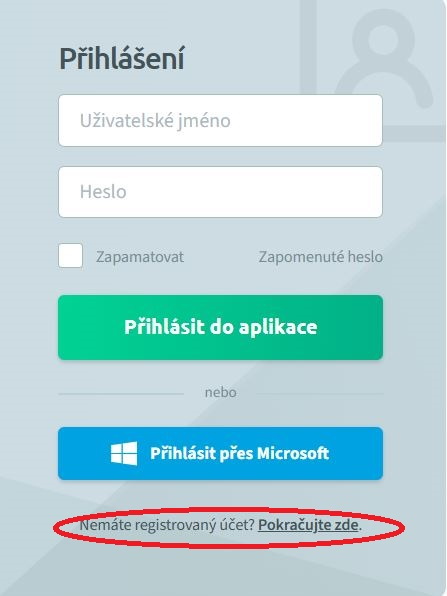 Přihlášení
Uživatelské jméno
Heslo
Zapamatovat Zapomenuté heslo
Přihlásit do aplikace
nebo
Přihlásit přes Microsoft
Nemáte registrovaný účet? Pokračujte zde.